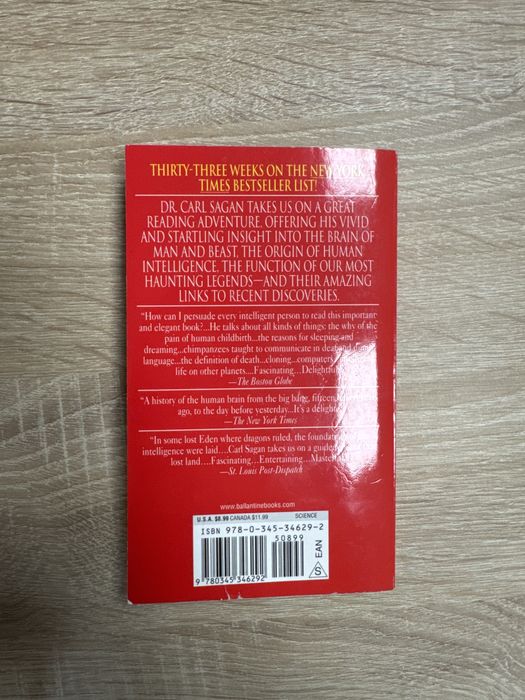 THIRTY-THREE WEEKS ON THE NEW YORK
TIMES BESTSELLER LIST!
DR. CARL SAGAN TAKES US ON A GREAT
READING ADVENTURE, OFFERING HIS VIVID
AND STARTLING INSIGHT INTO THE BRAIN OF
MAN AND BEAST, THE ORIGIN OF HUMAN
INTELLIGENCE, THE FUNCTION OF OUR MOST
HAUNTING LEGENDS—AND THEIR AMAZING
LINKS TO RECENT DISCOVERIES.
"How can I persuade every intelligent person to read this important
and elegant book?...He talks about all kinds of things: the why of the
pain of human childbirth...the reasons for sleeping and
dreaming...chimpanzees taught to communicate in deaf and dumb
language...the definition of death...cloning...computers
life on other planets....Fascinating...Delightful
—The Boston Globe
"A history of the human brain from the big bang, fifteen
ago, to the day before yesterday...It's a delight
—The New York Times
"In some lost Eden where dragons ruled, the foundations
intelligence were laid....Carl Sagan takes us on a guided
lost land....Fascinating...Entertaining...Masterful
—St. Louis Post-Dispatch
www.ballantinebooks.com
U.S.A. $8.99 CANADA $11.99 SCIENCE
ISBN 978-0-345-34629-2
50899
9 780345 346292
S
EAN